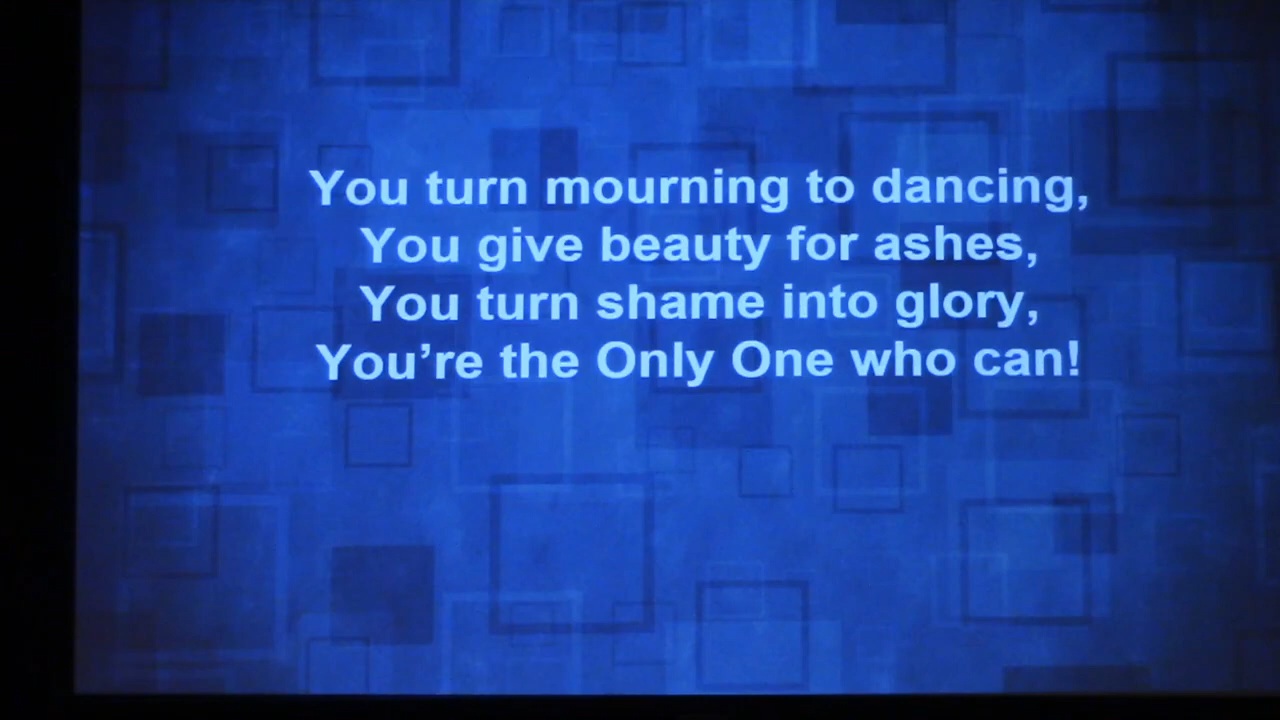 You turn mourning to dancing,
You give beauty for ashes,
You turn shame into glory,
You’re the Only One who can!